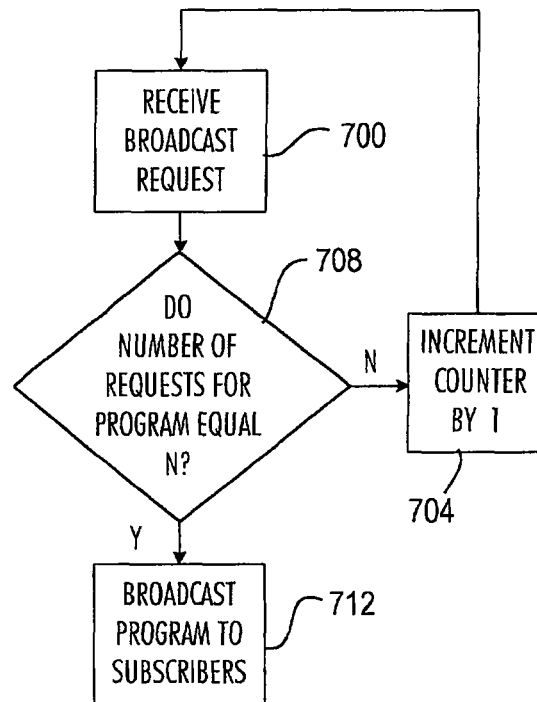 RECEIVE
BROADCAST
REQUEST
700
708
DO
NUMBER OF
REQUESTS FOR
PROGRAM EQUAL
N?
N
INCREMENT
COUNTER
BY 1
704
Y
BROADCAST
PROGRAM TO
SUBSCRIBERS
712